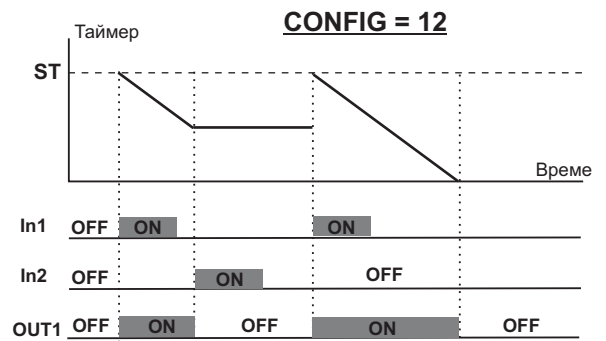 CONFIG = 12
Таймер
ST
Време
In1 OFF ON ON
In2 OFF ON OFF
OUT1 OFF ON OFF ON OFF